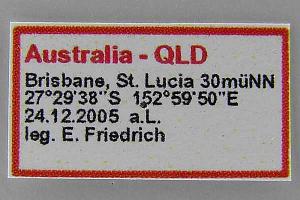 Australia - QLD
Brisbane, St. Lucia 30müNN
27°29'38"S 152°59'50"E
24.12.2005 a.L.
leg. E. Friedrich